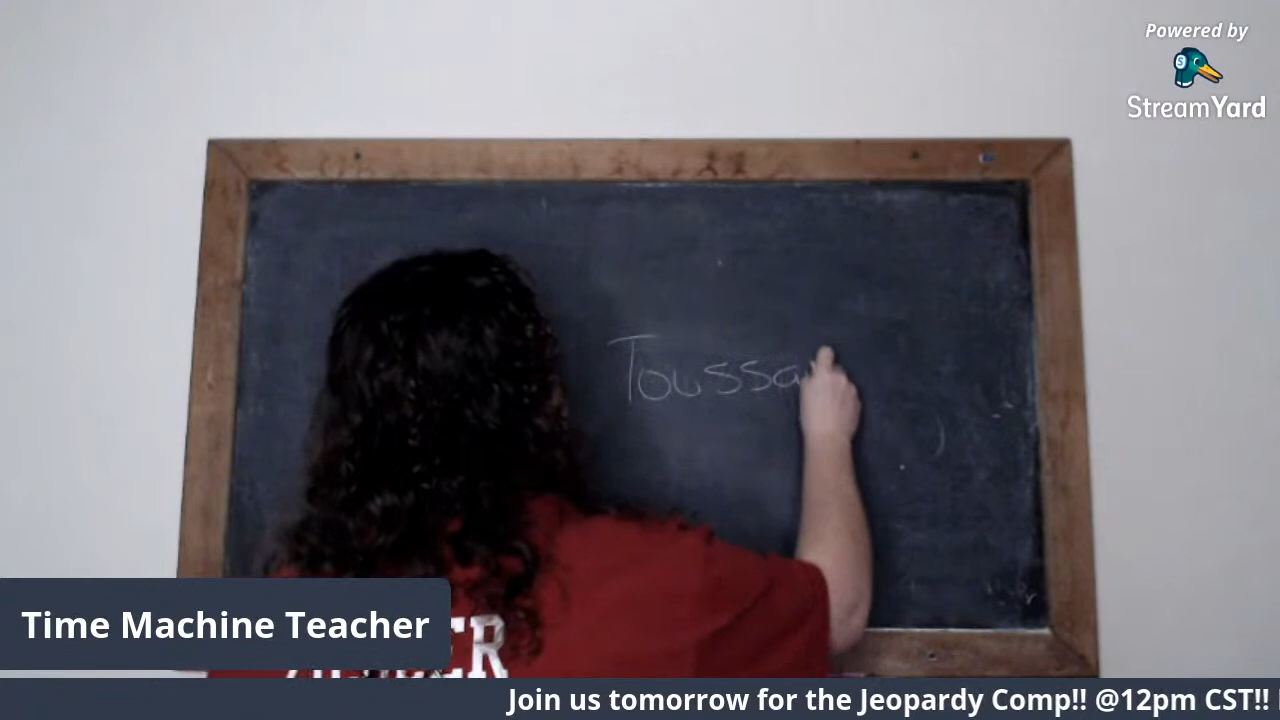 Powered by
StreamYard
Toussa
Time Machine Teacher
Join us tomorrow for the Jeopardy Comp!! @12pm CST!!